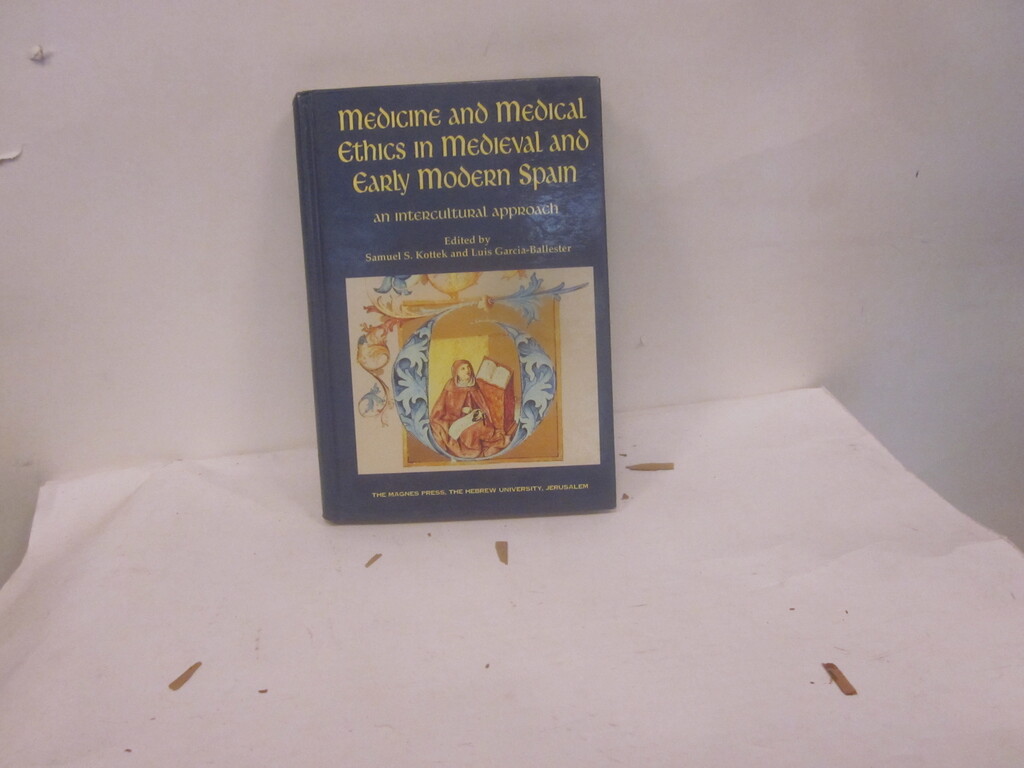 Medicine and Medical
Ethics in Medieval and
Early Modern Spain
an intercultural approach
Edited by
Samuel S. Kottek and Luis García-Ballester
THE MAGNES PRESS, THE HEBREW UNIVERSITY, JERUSALEM